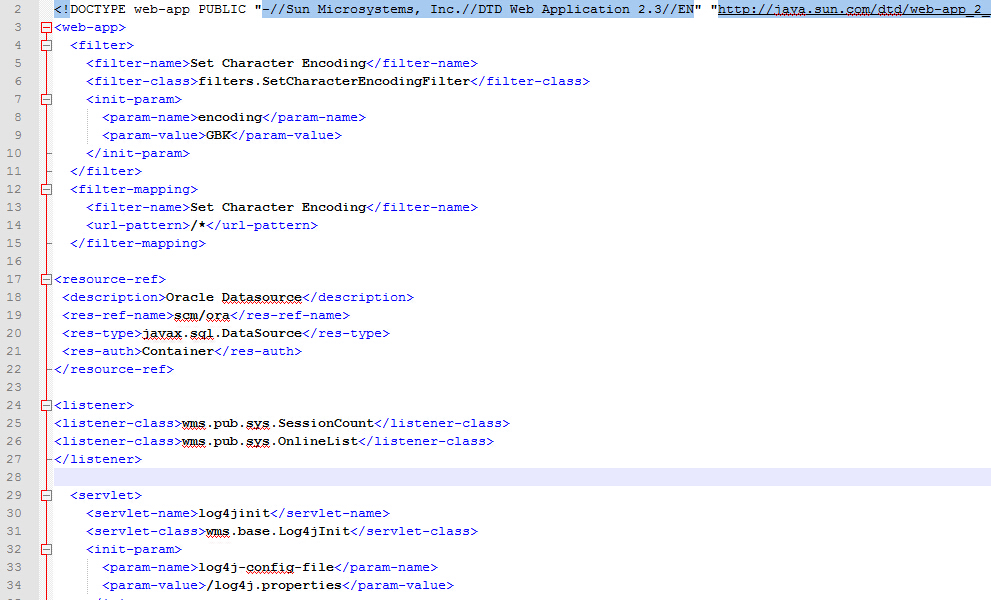 2 <!DOCTYPE web-app PUBLIC "-//Sun Microsystems, Inc.//DTD Web Application 2.3//EN" "http://java.sun.com/dtd/web-app_2_
3 <web-app>
4 <filter>
5 <filter-name>Set Character Encoding</filter-name>
6 <filter-class>filters.SetCharacterEncodingFilter</filter-class>
7 <init-param>
8 <param-name>encoding</param-name>
9 <param-value>GBK</param-value>
10 </init-param>
11 </filter>
12 <filter-mapping>
13 <filter-name>Set Character Encoding</filter-name>
14 <url-pattern>/*</url-pattern>
15 </filter-mapping>
16
17 <resource-ref>
18 <description>Oracle Datasource</description>
19 <res-ref-name>scm/ora</res-ref-name>
20 <res-type>javax.sql.DataSource</res-type>
21 <res-auth>Container</res-auth>
22 </resource-ref>
23
24 <listener>
25 <listener-class>wms.pub.sys.SessionCount</listener-class>
26 <listener-class>wms.pub.sys.OnlineList</listener-class>
27 </listener>
28
29 <servlet>
30 <servlet-name>log4jinit</servlet-name>
31 <servlet-class>wms.base.Log4jInit</servlet-class>
32 <init-param>
33 <param-name>log4j-config-file</param-name>
34 <param-value>/log4j.properties</param-value>